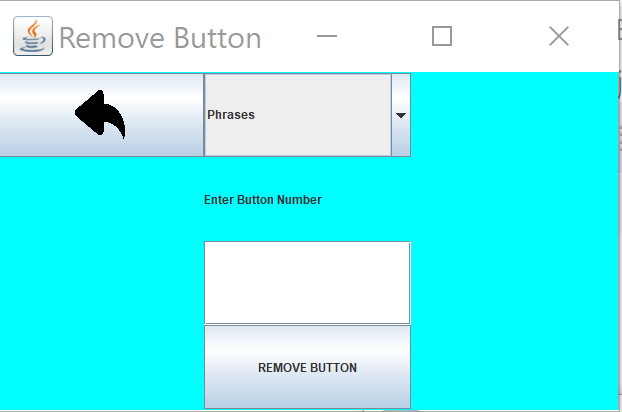 Remove Button
Phrases
Enter Button Number
REMOVE BUTTON